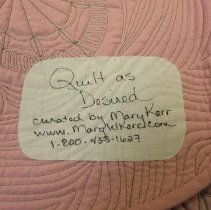 Quilt as
Desired
curated by Mary Kerr
www.MaryWKerr.com
1-800-433-1627